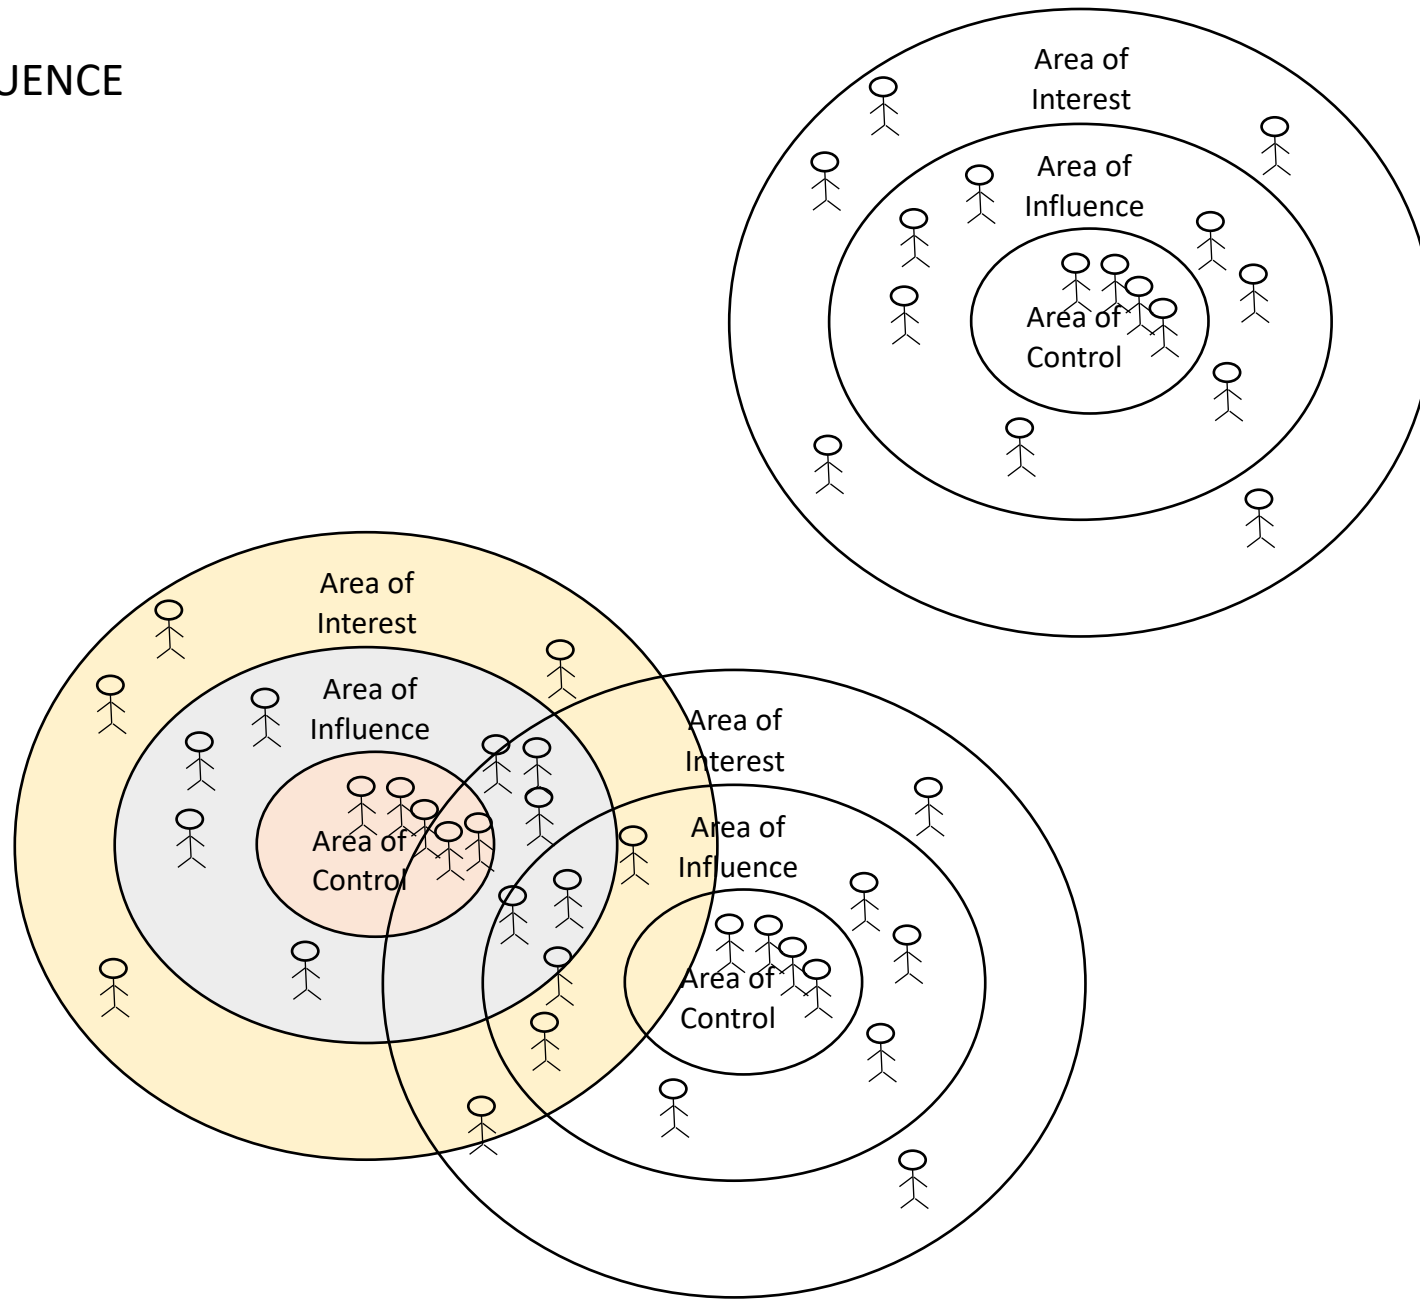 UENCE
Area of
Interest
Area of
Influence
Area of
Control
Area of
Interest
Area of
Influence
Area of
Control
Area of
Interest
Area of
Influence
Area of
Control